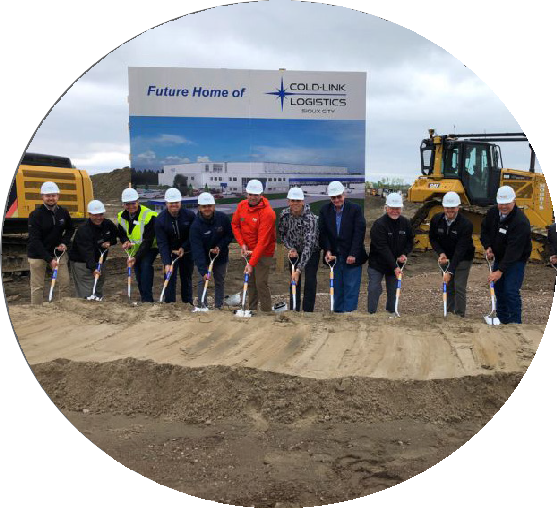 Future Home of
COLD-LINK
LOGISTICS
SIOUX CITY